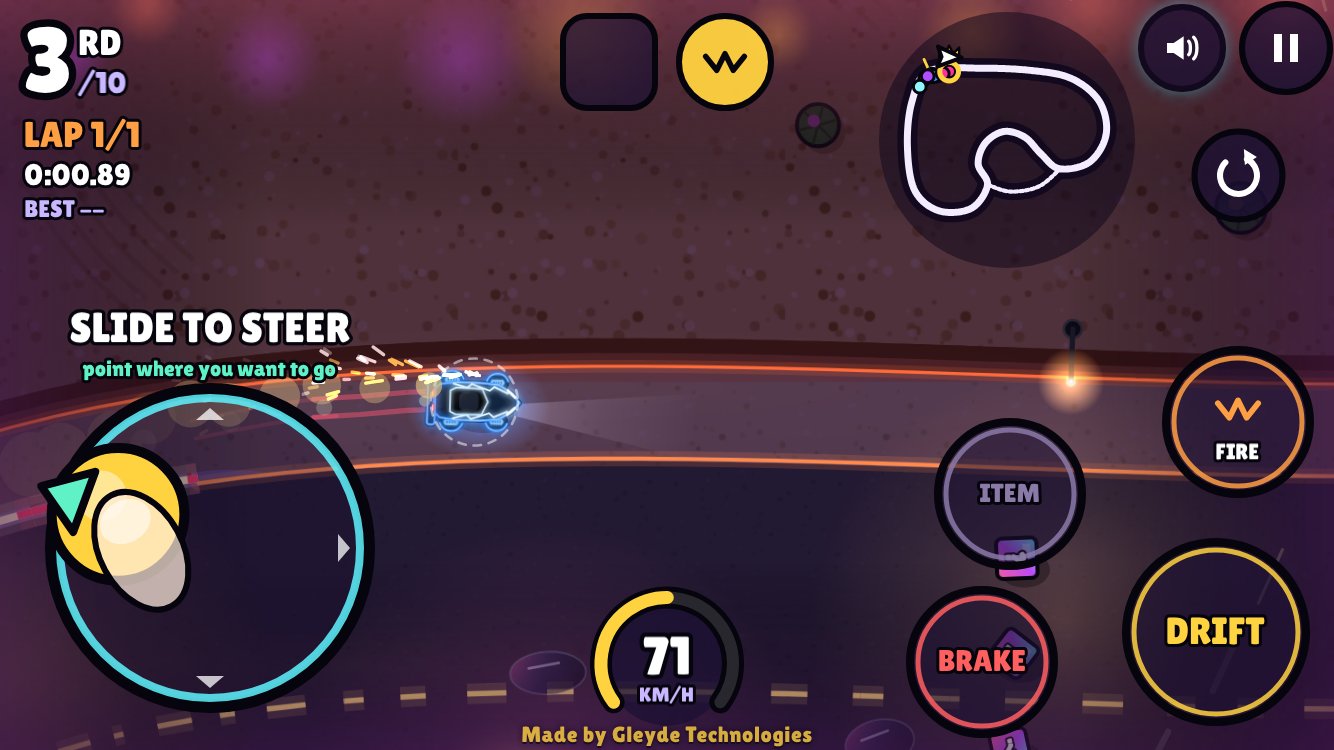 3RD
/10
LAP 1/1
0:00.89
BEST --
SLIDE TO STEER
point where you want to go
FIRE
ITEM
BRAKE
DRIFT
71
KM/H
Made by Gleyde Technologies